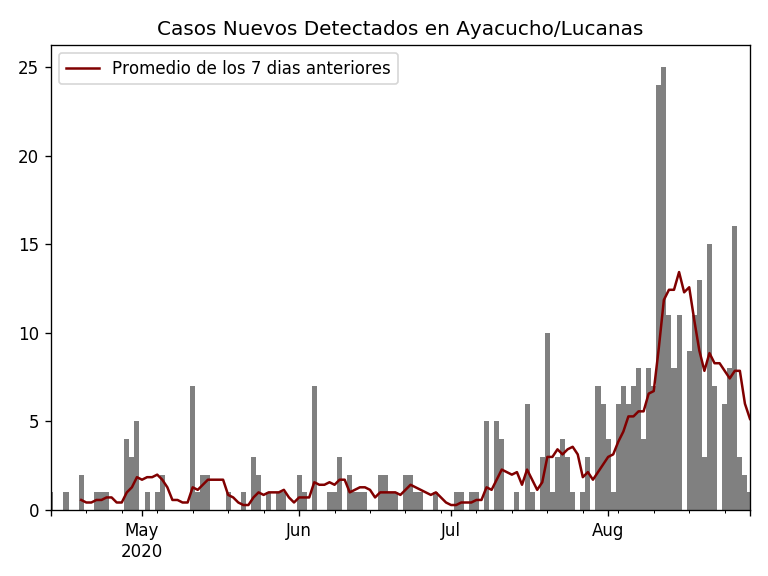 Casos Nuevos Detectados en Ayacucho/Lucanas
Promedio de los 7 dias anteriores
25
20
15
10
5
0
May
2020
Jun
Jul
Aug